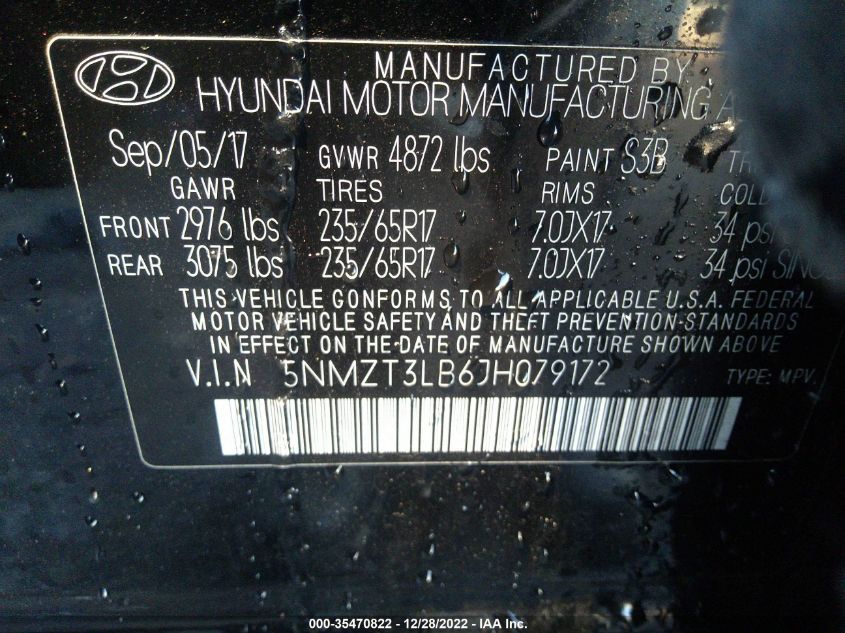 MANUFACTURED BY
HYUNDAI MOTOR MANUFACTURING
Sep/05/17 GVWR 4872 lbs PAINT S3B
GAWR TIRES RIMS
FRONT 2976 lbs 235/65R17 7.0JX17 34 psi
REAR 3075 lbs 235/65R17 7.0JX17 34 psi
THIS VEHICLE CONFORMS TO ALL APPLICABLE U.S.A. FEDERAL
MOTOR VEHICLE SAFETY AND THEFT PREVENTION STANDARDS
IN EFFECT ON THE DATE OF MANUFACTURE SHOWN ABOVE
V.I.N 5NMZT3LB6JH079172 TYPE: MPV
000-35470822 - 12/28/2022 - IAA Inc.